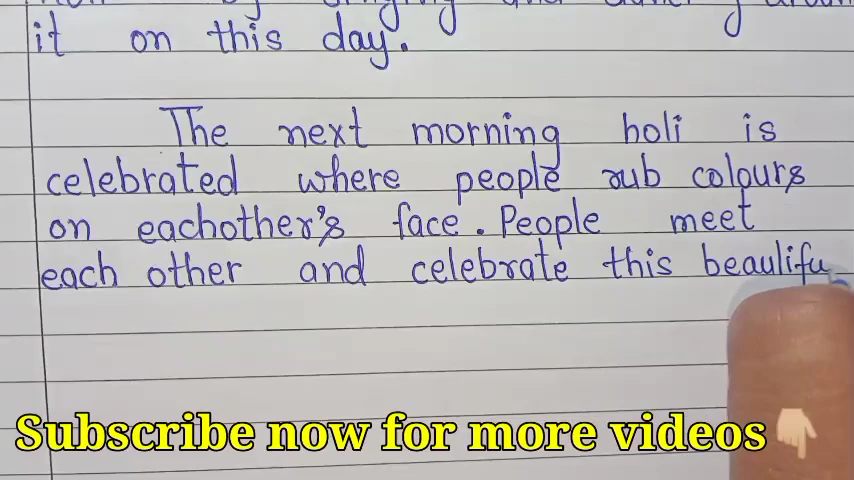 it on this day.
The next morning holi is
celebrated where people rub colours
on eachother's face. People meet
each other and celebrate this beaulifu
Subscribe now for more videos